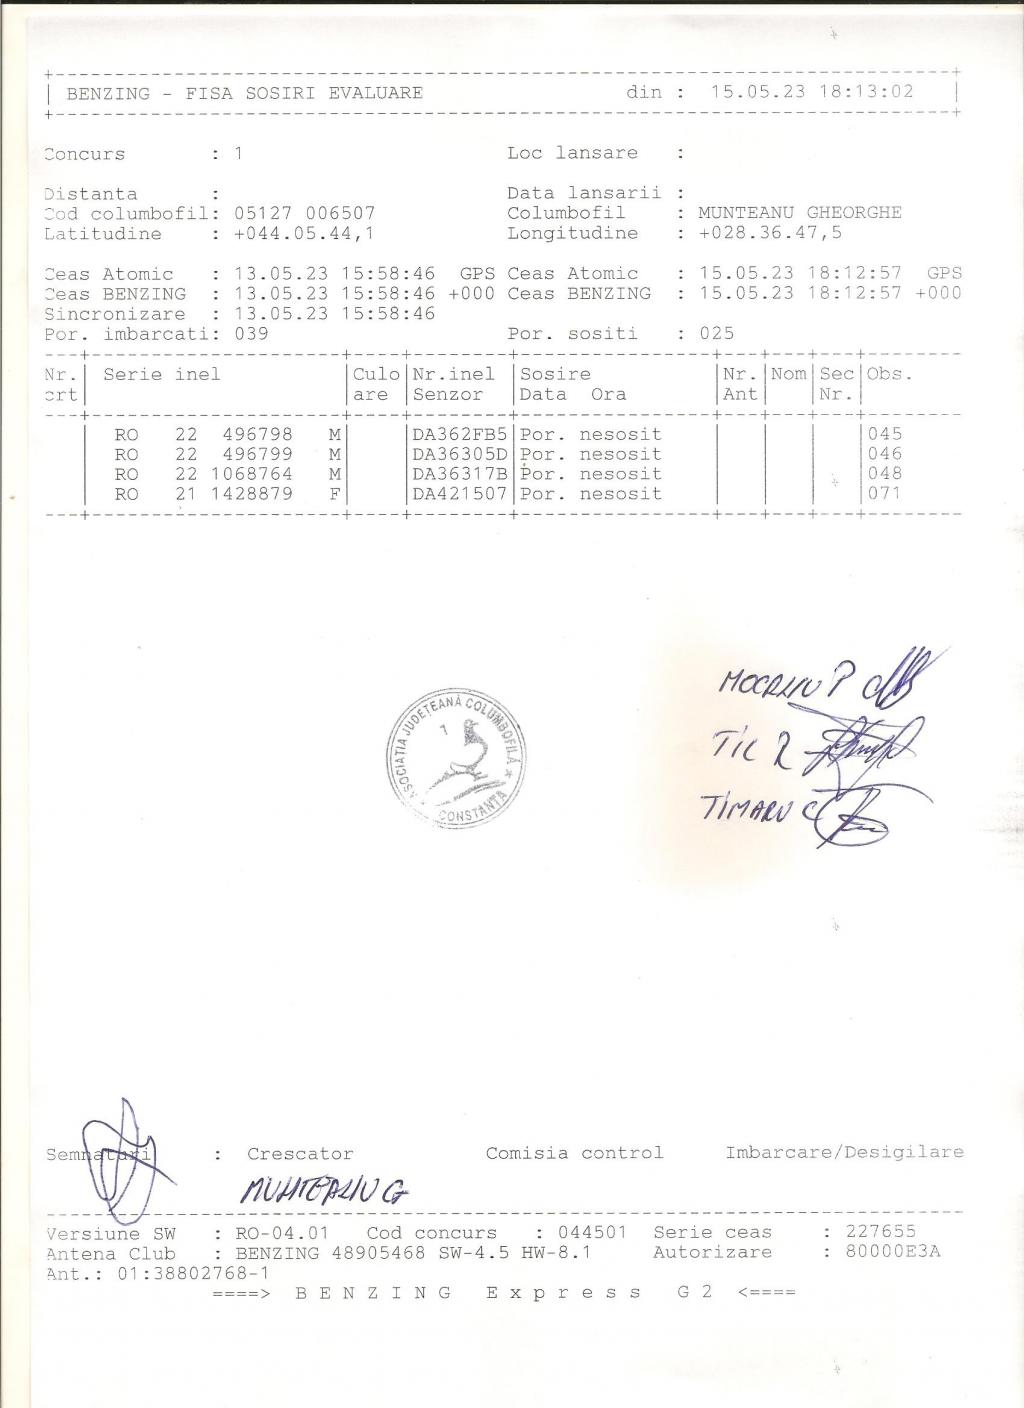 BENZING - FISA SOSIRI EVALUARE din : 15.05.23 18:13:02
Concurs : 1 Loc lansare :
Distanta : Data lansarii :
Cod columbofil: 05127 006507 Columbofil : MUNTEANU GHEORGHE
Latitudine : +044.05.44,1 Longitudine : +028.36.47,5
Ceas Atomic : 13.05.23 15:58:46 GPS Ceas Atomic : 15.05.23 18:12:57 GPS
Ceas BENZING : 13.05.23 15:58:46 +000 Ceas BENZING : 15.05.23 18:12:57 +000
Sincronizare : 13.05.23 15:58:46
Por. imbarcati: 039 Por. sositi : 025
Nr. Serie inel Culo Nr.inel Sosire Nr. Nom Sec Obs.
crt are Senzor Data Ora Ant Nr.
RO 22 496798 M DA362FB5 Por. nesosit 045
RO 22 496799 M DA36305D Por. nesosit 046
RO 22 1068764 M DA36317B Por. nesosit 048
RO 21 1428879 F DA421507 Por. nesosit 071
MOCANU P
TIC R
TIMARU C
ASOCIATIA JUDETEANĂ COLUMBOFILĂ * CONSTANTA
1
Semnaturi : Crescator Comisia control Imbarcare/Desigilare
MUNTEANU G
Versiune SW : RO-04.01 Cod concurs : 044501 Serie ceas : 227655
Antena Club : BENZING 48905468 SW-4.5 HW-8.1 Autorizare : 80000E3A
Ant.: 01:38802768-1
====> B E N Z I N G E x p r e s s G 2 <====